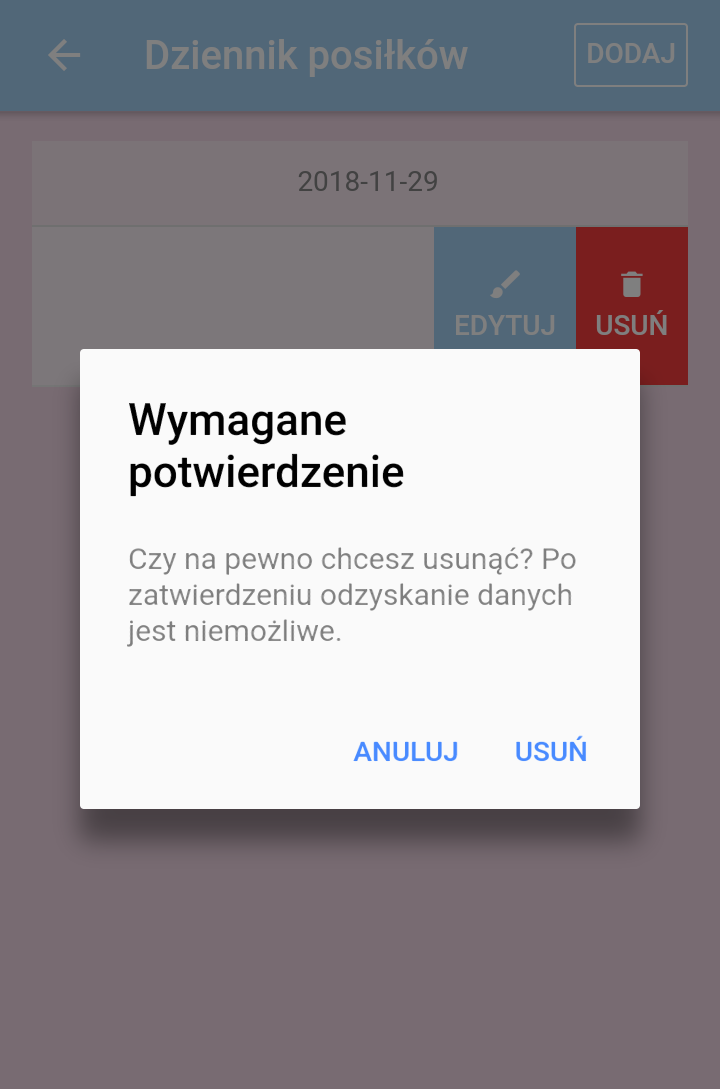 Dziennik posiłków DODAJ
2018-11-29
EDYTUJ USUŃ
Wymagane
potwierdzenie
Czy na pewno chcesz usunąć? Po
zatwierdzeniu odzyskanie danych
jest niemożliwe.
ANULUJ USUŃ